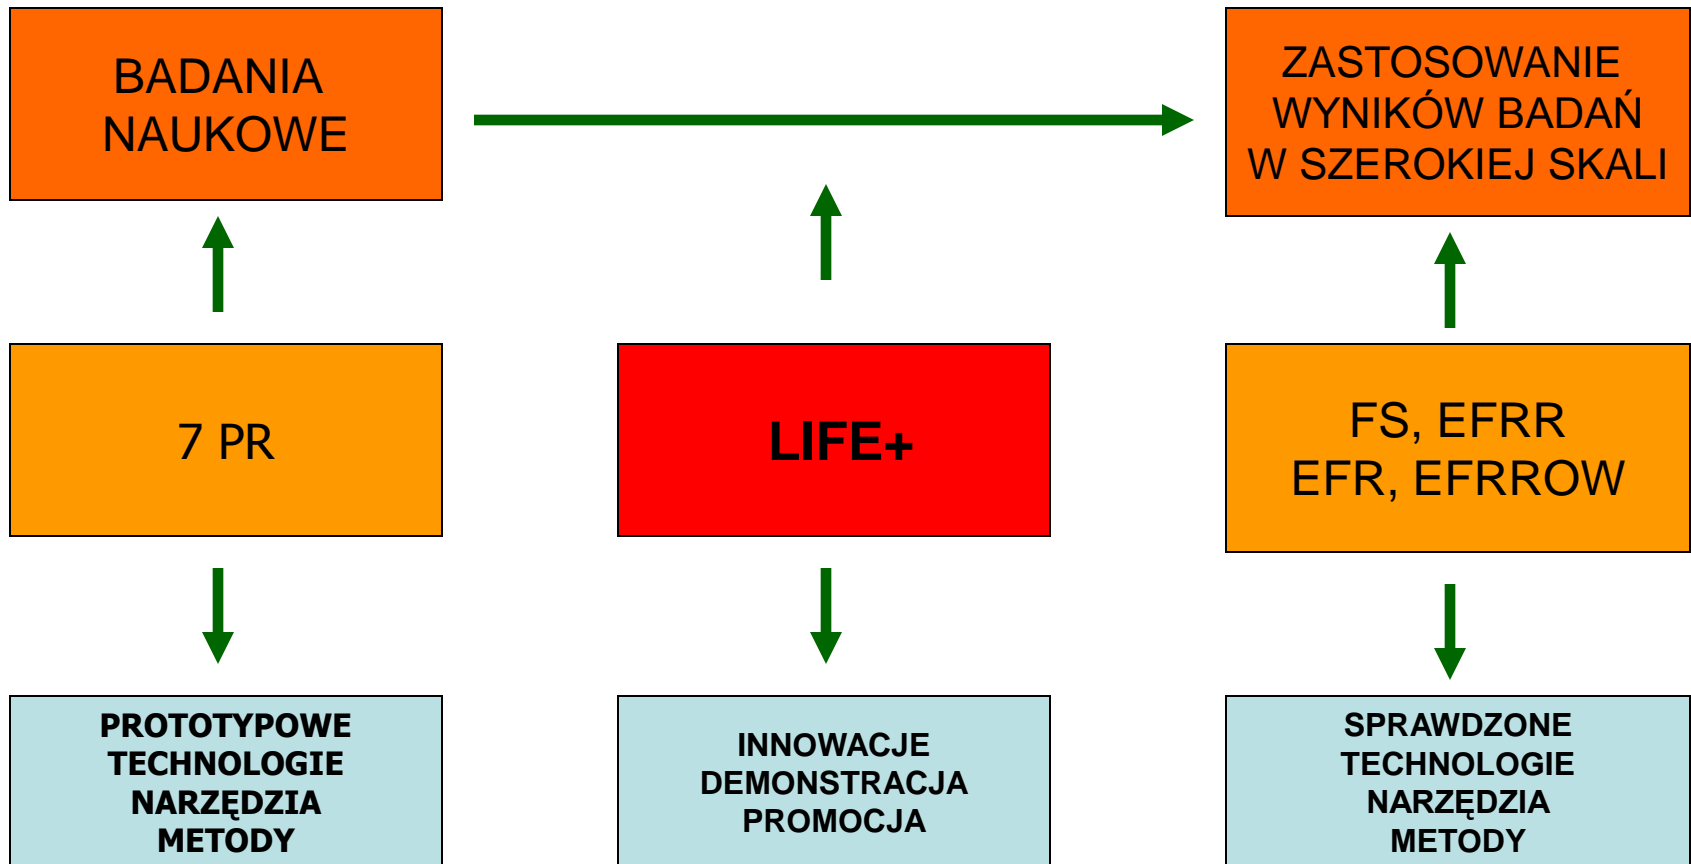 BADANIA
NAUKOWE
ZASTOSOWANIE
WYNIKÓW BADAŃ
W SZEROKIEJ SKALI
7 PR
LIFE+
FS, EFRR
EFR, EFRROW
PROTOTYPOWE
TECHNOLOGIE
NARZĘDZIA
METODY
INNOWACJE
DEMONSTRACJA
PROMOCJA
SPRAWDZONE
TECHNOLOGIE
NARZĘDZIA
METODY